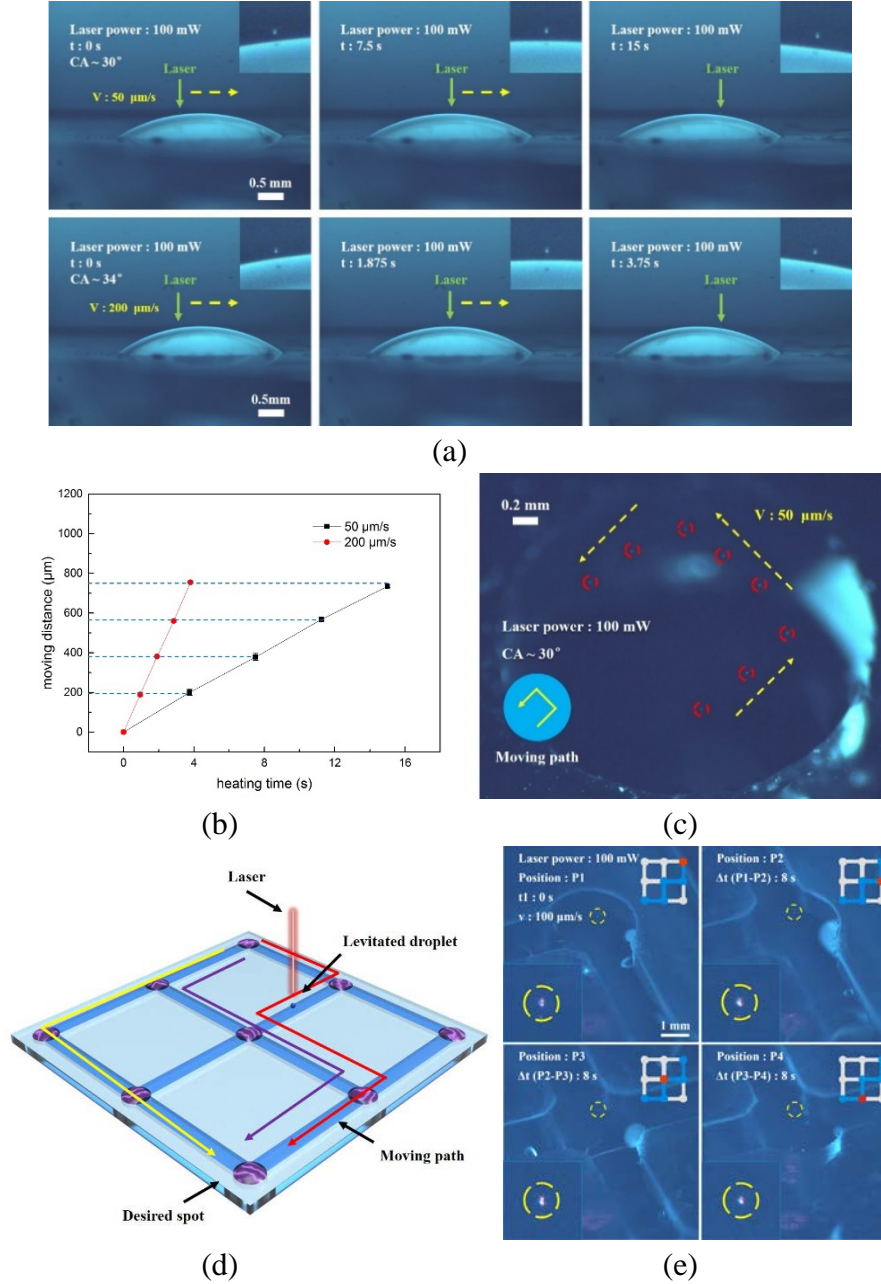 Laser power : 100 mW
t : 0 s
CA ~ 30°
Laser
V : 50 μm/s
0.5 mm
Laser power : 100 mW
t : 7.5 s
Laser
Laser power : 100 mW
t : 15 s
Laser
Laser power : 100 mW
t : 0 s
CA ~ 34°
Laser
V : 200 μm/s
0.5mm
Laser power : 100 mW
t : 1.875 s
Laser
Laser power : 100 mW
t : 3.75 s
Laser
(a)
1200
1000
800
600
400
200
0
moving distance (μm)
50 μm/s
200 μm/s
0 4 8 12 16
heating time (s)
(b)
0.2 mm
V : 50 μm/s
Laser power : 100 mW
CA ~ 30°
Moving path
(c)
Laser
Levitated droplet
Moving path
Desired spot
(d)
Laser power : 100 mW
Position : P1
t1 : 0 s
v : 100 μm/s
1 mm
Position : P2
Δt (P1-P2) : 8 s
Position : P3
Δt (P2-P3) : 8 s
Position : P4
Δt (P3-P4) : 8 s
(e)